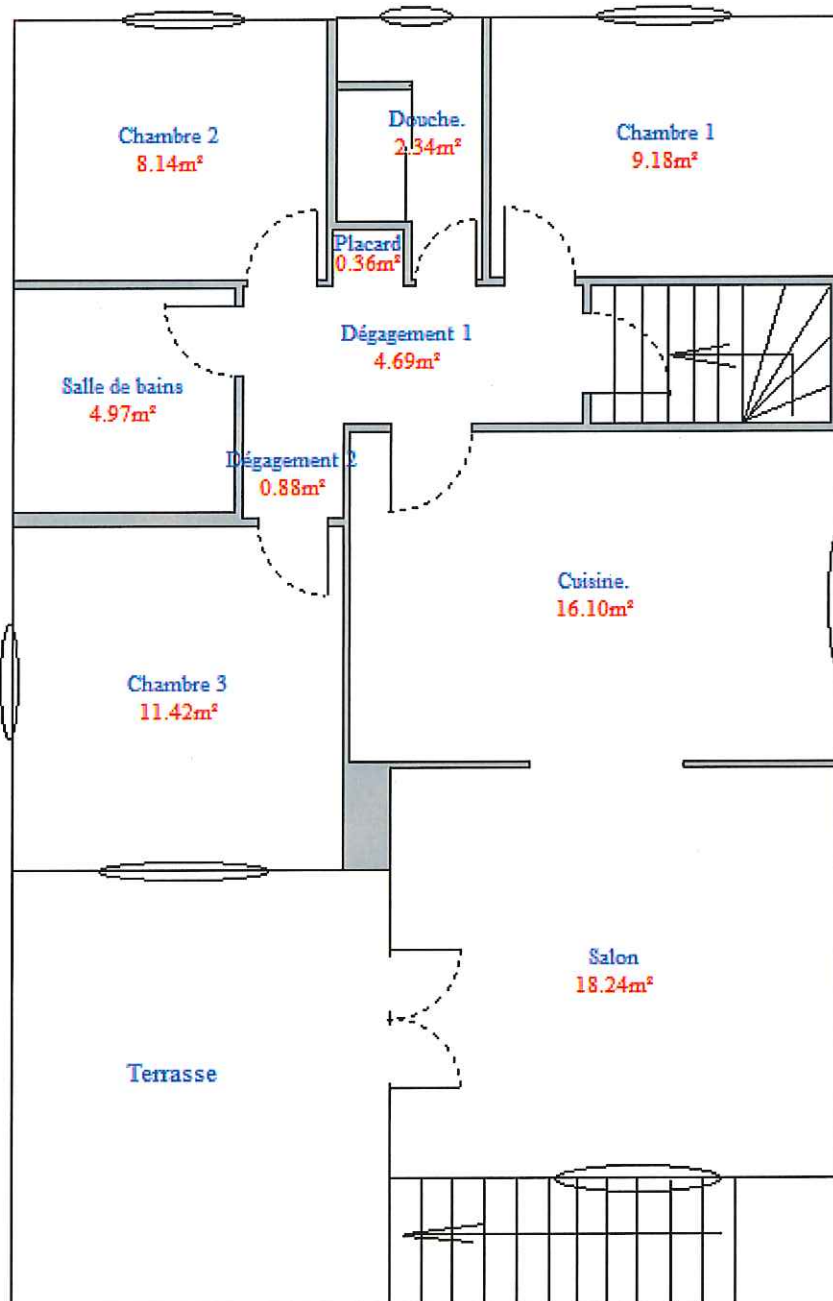 Chambre 2
8.14m²
Douche.
2.34m²
Chambre 1
9.18m²
Placard
0.36m²
Dégagement 1
4.69m²
Salle de bains
4.97m²
Dégagement 2
0.88m²
Cuisine.
16.10m²
Chambre 3
11.42m²
Salon
18.24m²
Terrasse